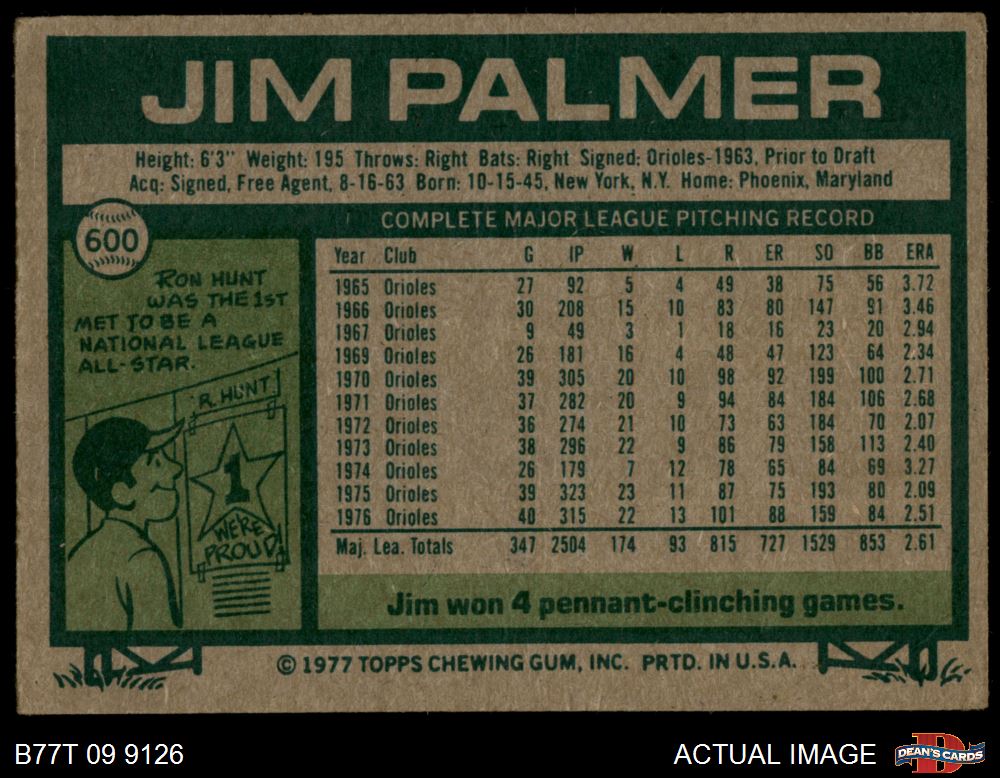 JIM PALMER
Height: 6'3" Weight: 195 Throws: Right Bats: Right Signed: Orioles-1963, Prior to Draft
Acq: Signed, Free Agent, 8-16-63 Born: 10-15-45, New York, N.Y. Home: Phoenix, Maryland
600
RON HUNT
WAS THE 1ST
MET TO BE A
NATIONAL LEAGUE
ALL-STAR.
R. HUNT
1
WE'RE
PROUD!
COMPLETE MAJOR LEAGUE PITCHING RECORD
Year Club G IP W L R ER SO BB ERA
1965 Orioles 27 92 5 4 49 38 75 56 3.72
1966 Orioles 30 208 15 10 83 80 147 91 3.46
1967 Orioles 9 49 3 1 18 16 23 20 2.94
1969 Orioles 26 181 16 4 48 47 123 64 2.34
1970 Orioles 39 305 20 10 98 92 199 100 2.71
1971 Orioles 37 282 20 9 94 84 184 106 2.68
1972 Orioles 36 274 21 10 73 63 184 70 2.07
1973 Orioles 38 296 22 9 86 79 158 113 2.40
1974 Orioles 26 179 7 12 78 65 84 69 3.27
1975 Orioles 39 323 23 11 87 75 193 80 2.09
1976 Orioles 40 315 22 13 101 88 159 84 2.51
Maj. Lea. Totals 347 2504 174 93 815 727 1529 853 2.61
Jim won 4 pennant-clinching games.
© 1977 TOPPS CHEWING GUM, INC. PRTD. IN U.S.A.
B77T 09 9126
ACTUAL IMAGE
DEAN'S CARDS